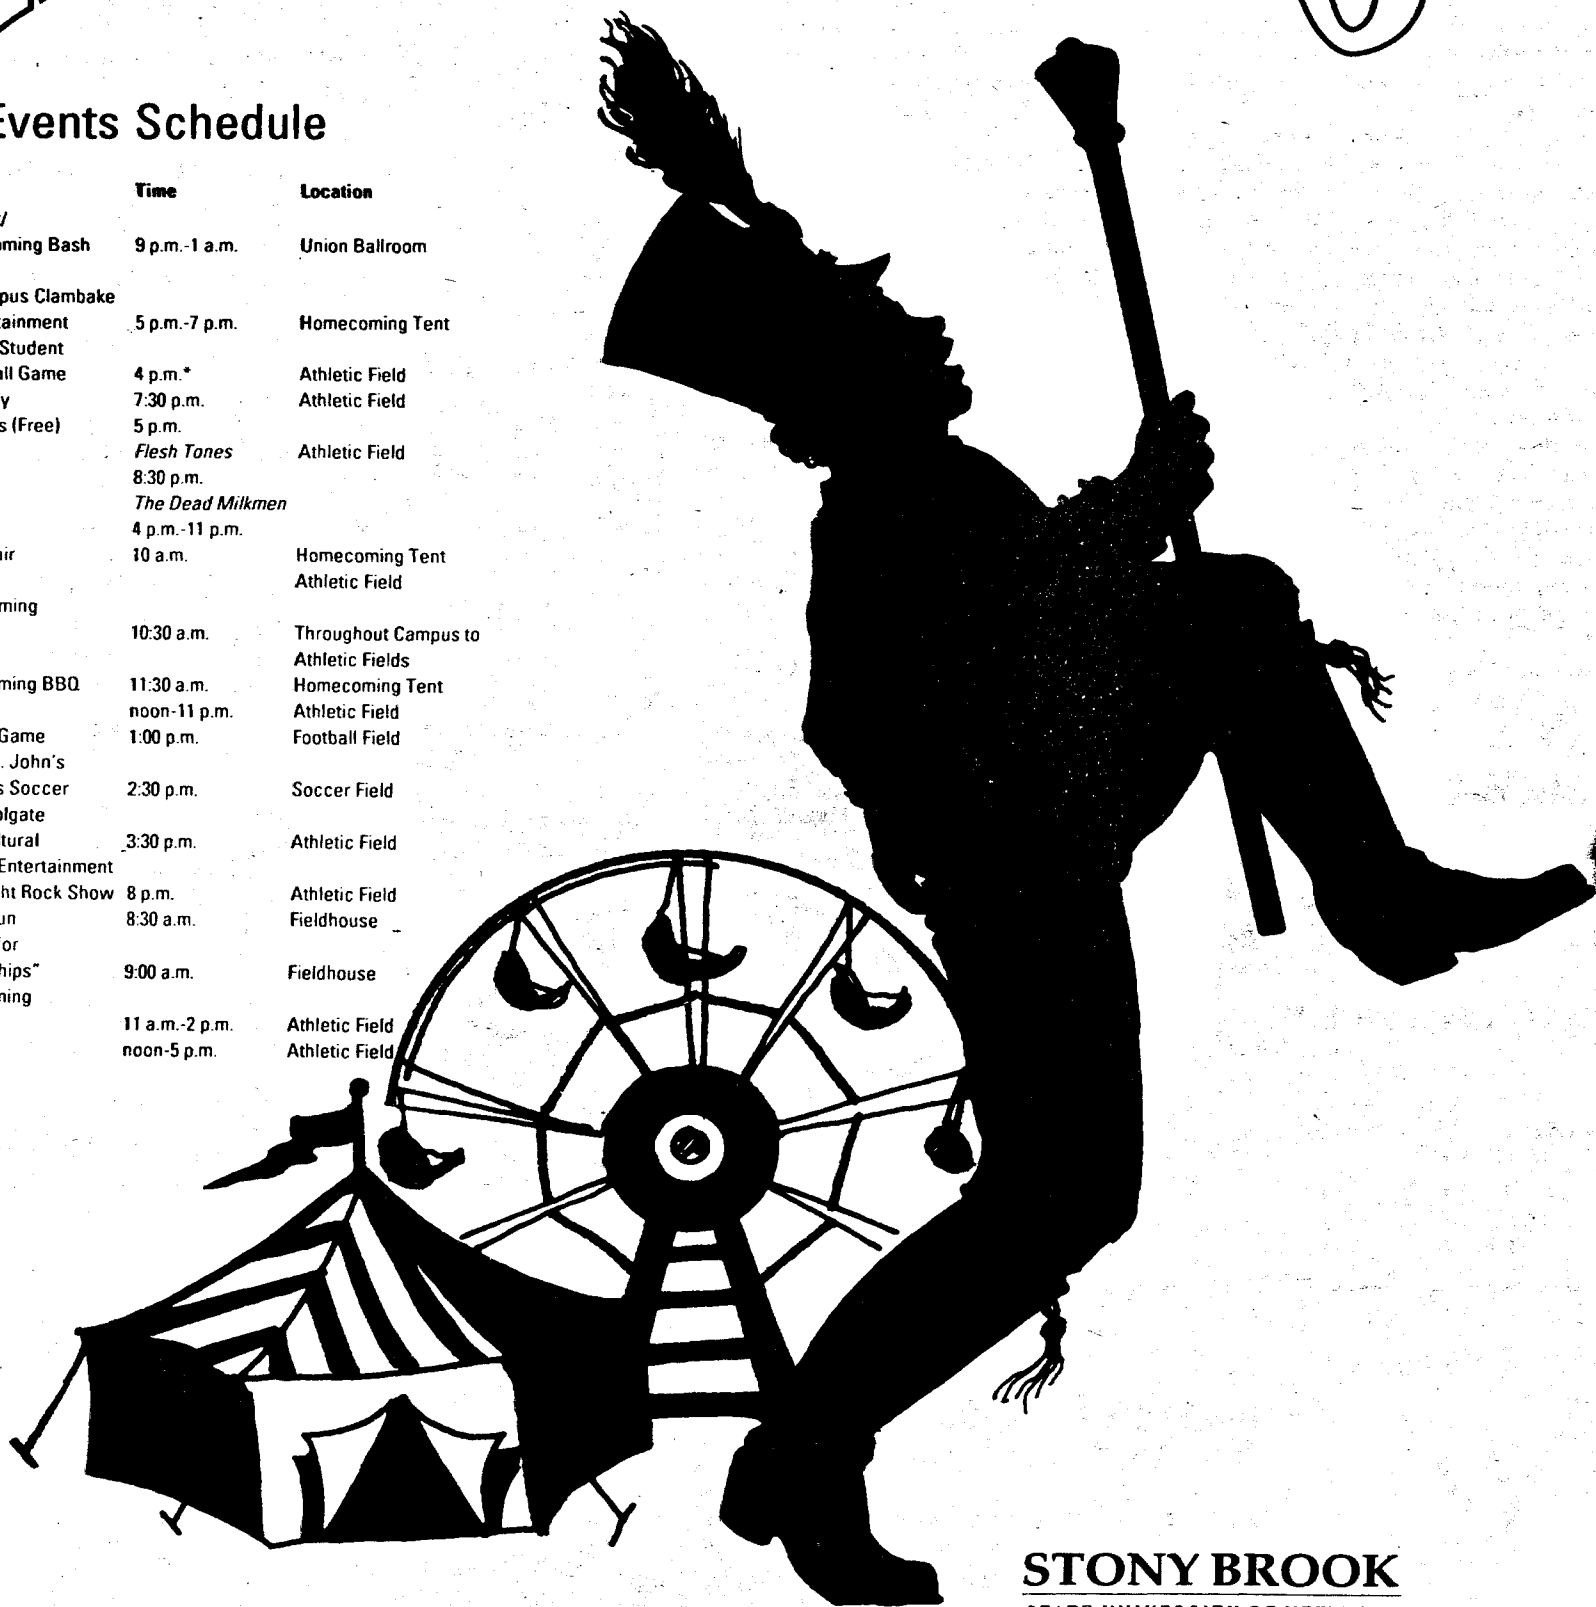 Events Schedule
Time Location
/
ming Bash 9 p.m.-1 a.m. Union Ballroom
pus Clambake
tainment 5 p.m.-7 p.m. Homecoming Tent
Student
all Game 4 p.m.* Athletic Field
y 7:30 p.m. Athletic Field
s (Free) 5 p.m.
Flesh Tones Athletic Field
8:30 p.m.
The Dead Milkmen
4 p.m.-11 p.m.
air 10 a.m. Homecoming Tent
Athletic Field
ming
10:30 a.m. Throughout Campus to
Athletic Fields
ming BBQ 11:30 a.m. Homecoming Tent
noon-11 p.m. Athletic Field
Game 1:00 p.m. Football Field
. John's
s Soccer 2:30 p.m. Soccer Field
olgate
tural 3:30 p.m. Athletic Field
Entertainment
ht Rock Show 8 p.m. Athletic Field
un 8:30 a.m. Fieldhouse
or
hips" 9:00 a.m. Fieldhouse
ning
11 a.m.-2 p.m. Athletic Field
noon-5 p.m. Athletic Field
STONY BROOK